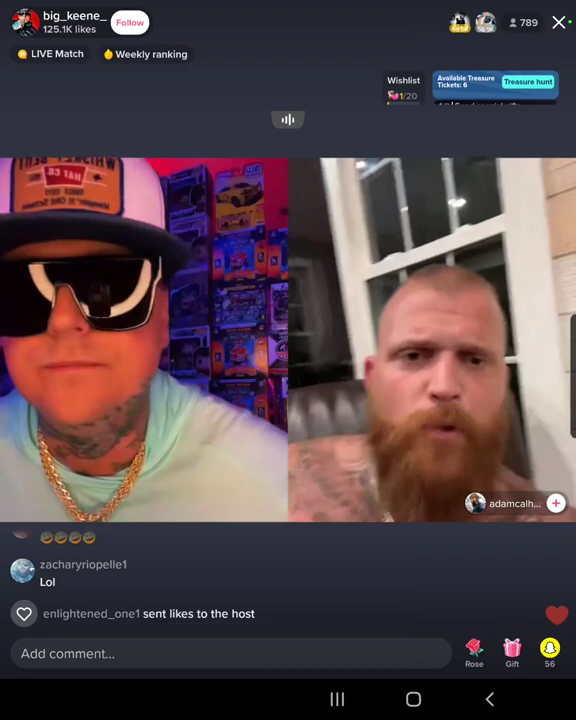 big_keene_
125.1K likes
Follow
789
LIVE Match
Weekly ranking
Wishlist
1/20
Available Treasure
Tickets: 6
Treasure hunt
adamcalh...
zacharyriopelle1
Lol
enlightened_one1 sent likes to the host
Add comment...
Rose
Gift
56